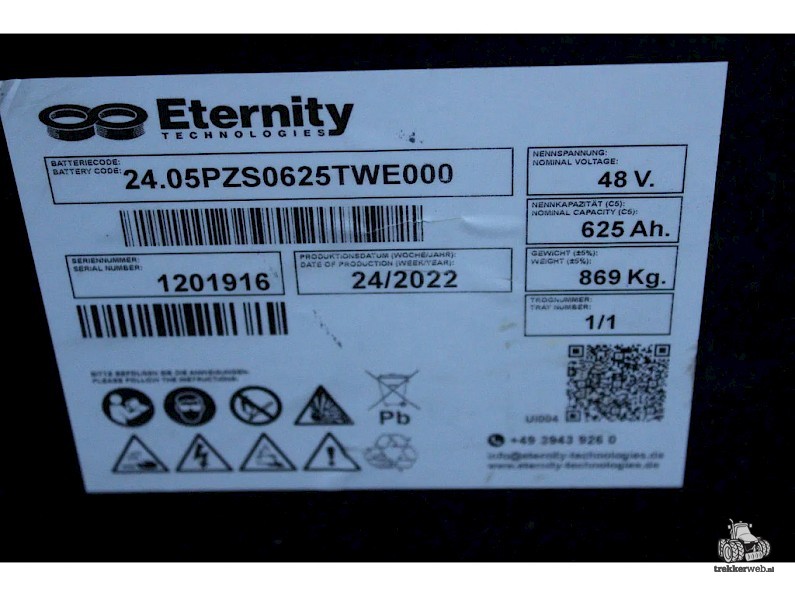 Eternity
TECHNOLOGIES
BATTERIECODE:
BATTERY CODE: 24.05PZS0625TWE000
NENNSPANNUNG:
NOMINAL VOLTAGE:
48 V.
NENNKAPAZITÄT (C5):
NOMINAL CAPACITY (C5):
625 Ah.
SERIENNUMMER:
SERIAL NUMBER:
1201916
PRODUKTIONSDATUM (WOCHE/JAHR):
DATE OF PRODUCTION (WEEK/YEAR):
24/2022
GEWICHT (±5%):
WEIGHT (±5%):
869 Kg.
TROGNUMMER:
TRAY NUMBER:
1/1
BITTE BEFOLGEN SIE DIE ANWEISUNGEN:
PLEASE FOLLOW THE INSTRUCTIONS:
Pb
UI004
+49 3943 926 0
info@eternity-technologies.de
www.eternity-technologies.de
trekkerweb.nl